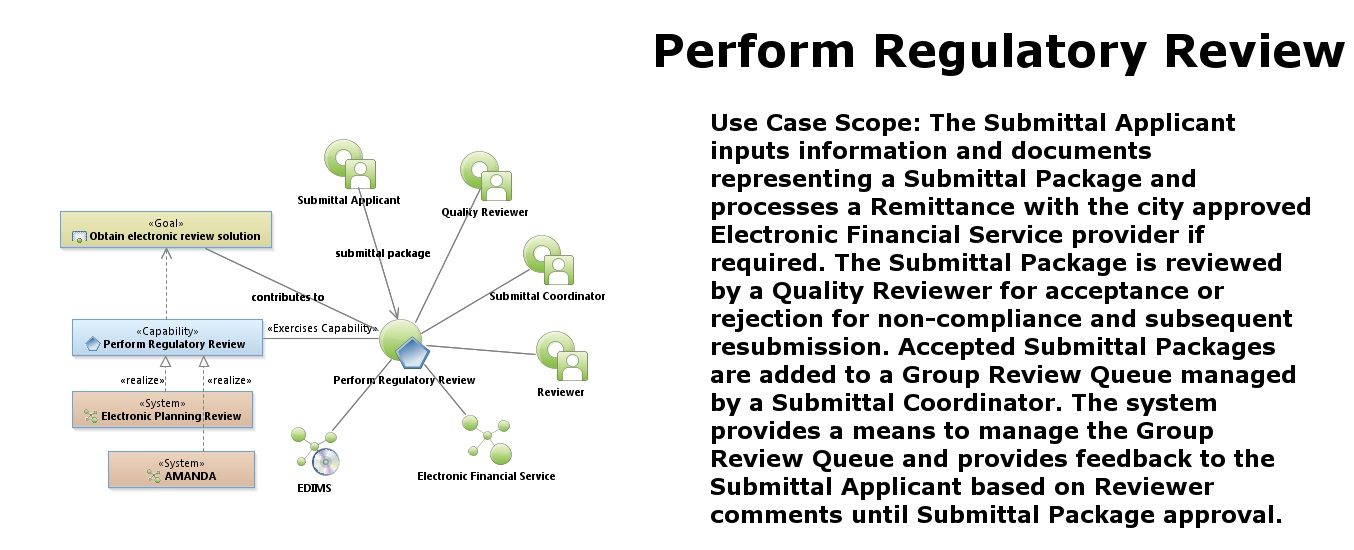 Perform Regulatory Review
Use Case Scope: The Submittal Applicant
inputs information and documents
representing a Submittal Package and
processes a Remittance with the city approved
Electronic Financial Service provider if
required. The Submittal Package is reviewed
by a Quality Reviewer for acceptance or
rejection for non-compliance and subsequent
resubmission. Accepted Submittal Packages
are added to a Group Review Queue managed
by a Submittal Coordinator. The system
provides a means to manage the Group
Review Queue and provides feedback to the
Submittal Applicant based on Reviewer
comments until Submittal Package approval.
Submittal Applicant
Quality Reviewer
«Goal»
Obtain electronic review solution
submittal package
contributes to
Submittal Coordinator
«Capability»
Perform Regulatory Review
«Exercises Capability»
Perform Regulatory Review
Reviewer
«realize»
«realize»
«System»
Electronic Planning Review
«System»
AMANDA
EDIMS
Electronic Financial Service